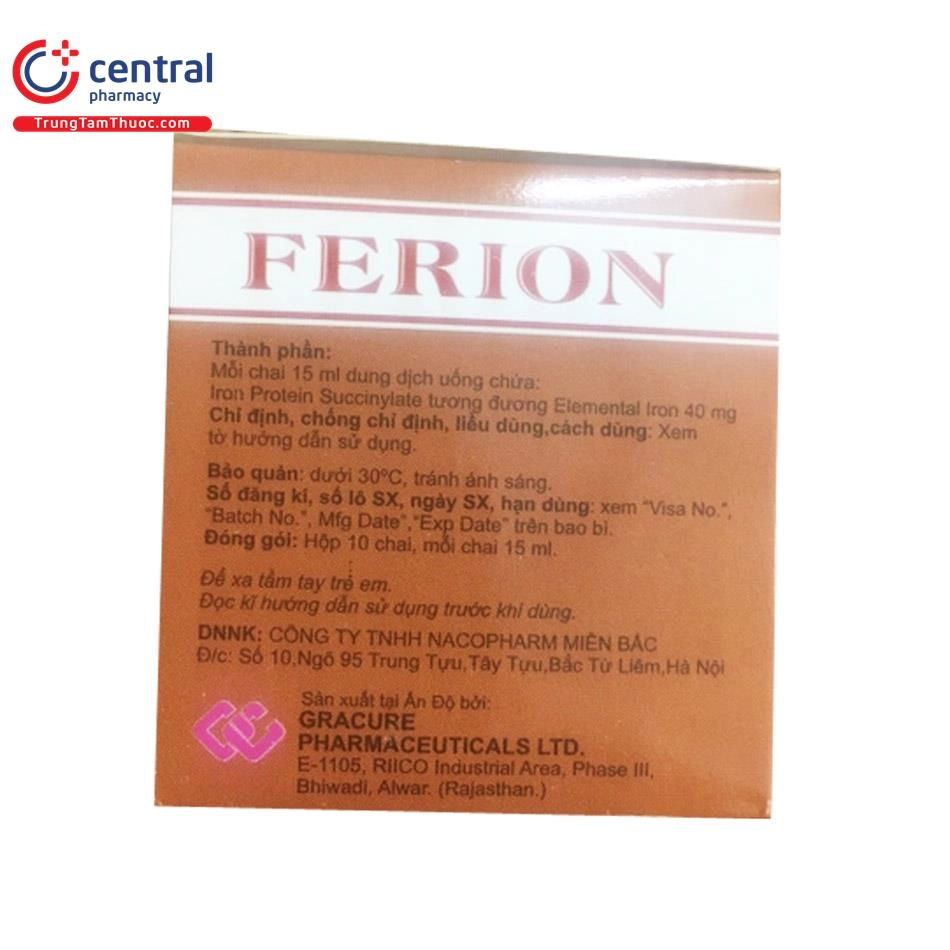 central
pharmacy
TrungTamThuoc.com
FERION
Thành phần:
Mỗi chai 15 ml dung dịch uống chứa:
Iron Protein Succinylate tương đương Elemental Iron 40 mg
Chỉ định, chống chỉ định, liều dùng,cách dùng: Xem
tờ hướng dẫn sử dụng.
Bảo quản: dưới 30ºC, tránh ánh sáng.
Số đăng kí, số lô SX, ngày SX, hạn dùng: xem “Visa No.”,
“Batch No.”, Mfg Date”,“Exp Date” trên bao bì.
Đóng gói: Hộp 10 chai, mỗi chai 15 ml.
Để xa tầm tay trẻ em.
Đọc kĩ hướng dẫn sử dụng trước khi dùng.
DNNK: CÔNG TY TNHH NACOPHARM MIỀN BẮC
Đ/c: Số 10,Ngõ 95 Trung Tựu,Tây Tựu,Bắc Từ Liêm,Hà Nội
Sản xuất tại Ấn Độ bởi:
GRACURE
PHARMACEUTICALS LTD.
E-1105, RIICO Industrial Area, Phase III,
Bhiwadi, Alwar. (Rajasthan.)